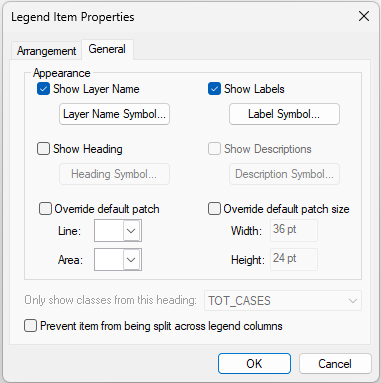 Legend Item Properties
Arrangement General
Appearance
Show Layer Name Show Labels
Layer Name Symbol... Label Symbol...
Show Heading Show Descriptions
Heading Symbol... Description Symbol...
Override default patch Override default patch size
Line: Width: 36 pt
Area: Height: 24 pt
Only show classes from this heading: TOT_CASES
Prevent item from being split across legend columns
OK Cancel